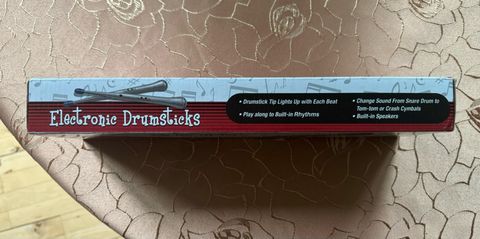 Electronic Drumsticks
• Drumstick Tip Lights Up with Each Beat
• Play along to Built-in Rhythms
• Change Sound From Snare Drum to
Tom-tom or Crash Cymbals
• Built-in Speakers